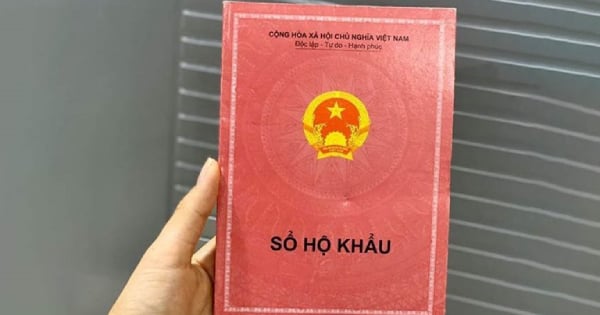 CỘNG HÒA XÃ HỘI CHỦ NGHĨA VIỆT NAM
Độc lập - Tự do - Hạnh phúc
SỔ HỘ KHẨU